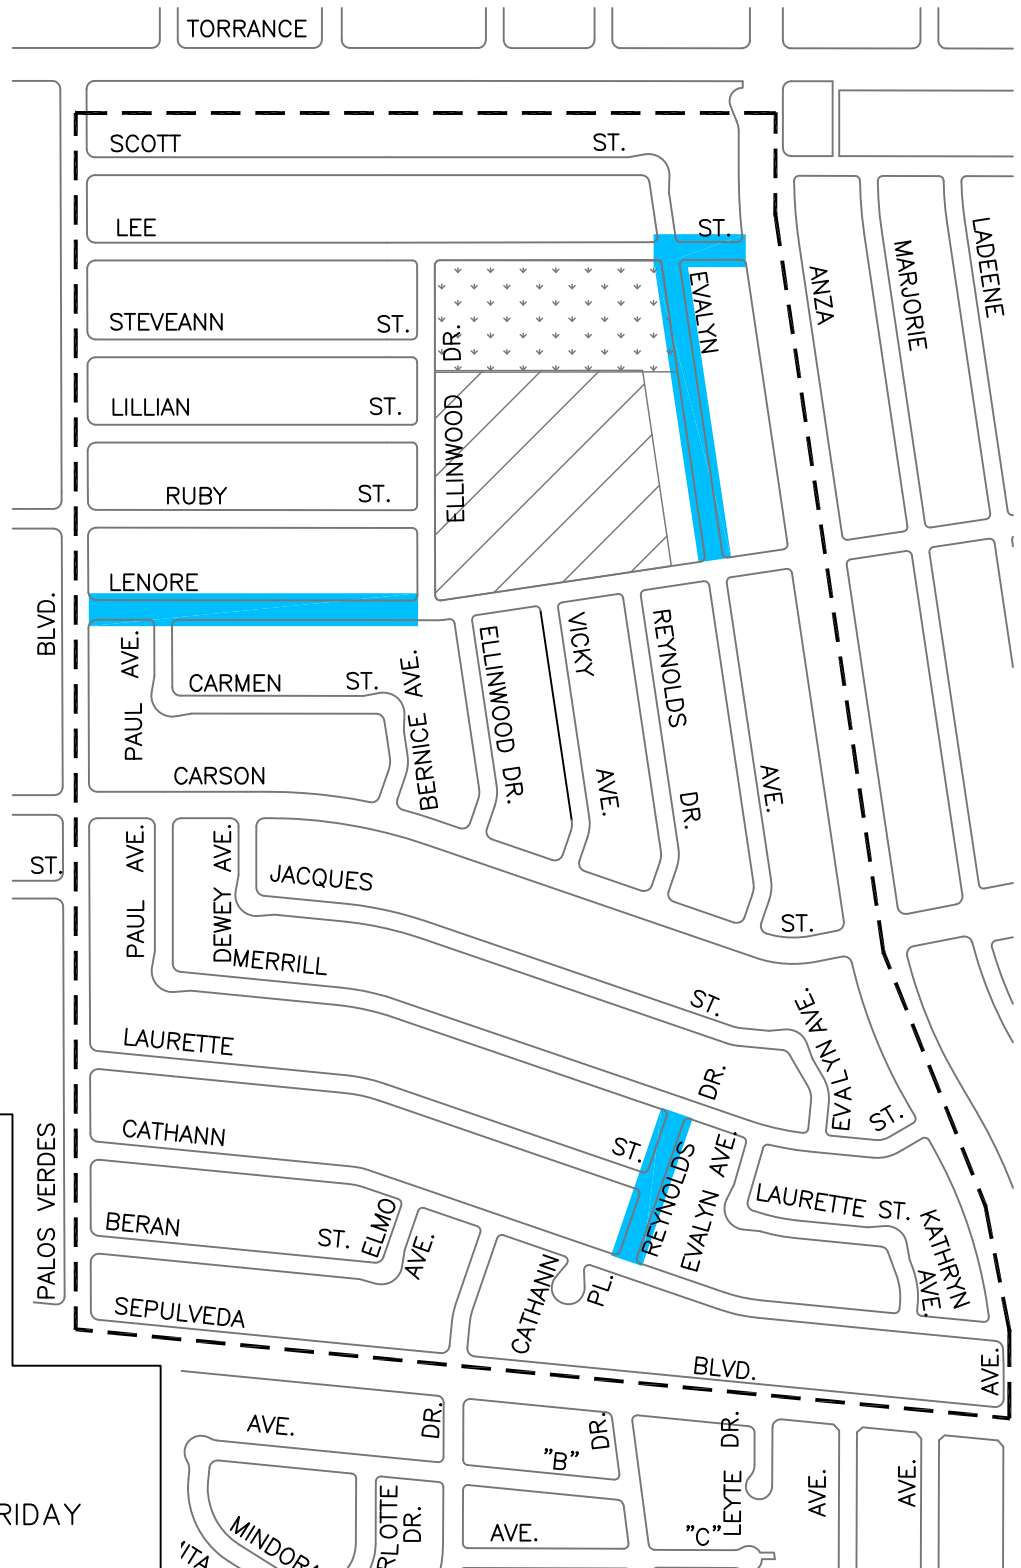 TORRANCE
SCOTT ST.
LEE ST.
STEVEANN ST.
LILLIAN ST.
RUBY ST.
LENORE
ELLINWOOD DR.
EVALYN
ANZA
MARJORIE
LADEENE
BLVD.
PAUL AVE.
CARMEN ST.
BERNICE AVE.
ELLINWOOD DR.
VICKY AVE.
REYNOLDS DR.
AVE.
CARSON
ST.
ST.
PAUL AVE.
DEWEY AVE.
JACQUES
MERRILL
ST.
EVALYN AVE.
ST.
LAURETTE
DR.
REYNOLDS
ST.
CATHANN
EVALYN AVE.
LAURETTE ST.
KATHRYN AVE.
PALOS VERDES
BERAN ST.
ELMO AVE.
CATHANN PL.
SEPULVEDA
BLVD.
AVE.
AVE.
DR.
"B"
DR.
LEYTE DR.
AVE.
AVE.
RIDAY
MINDORA
ITA
RLOTTE DR.
AVE.
"C"